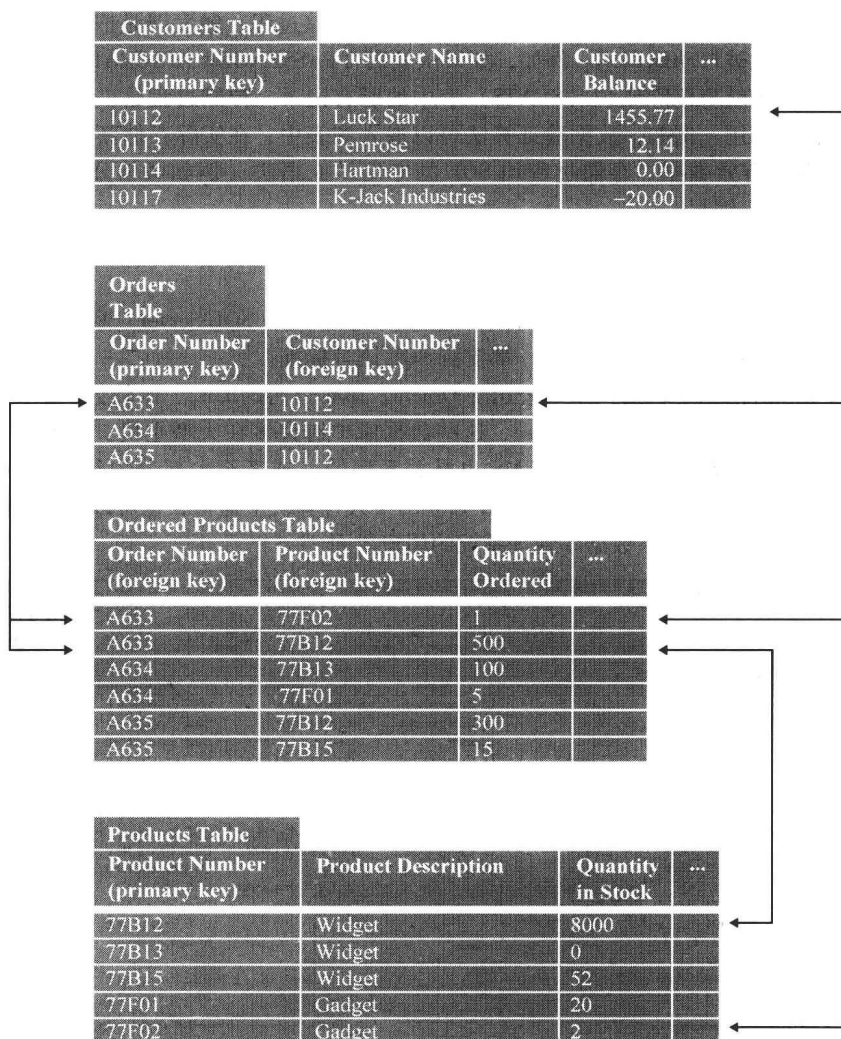 Customers Table
Customer Number (primary key) Customer Name Customer Balance ...
10112 Luck Star 1455.77
10113 Pemrose 12.14
10114 Hartman 0.00
10117 K-Jack Industries −20.00
Orders Table
Order Number (primary key) Customer Number (foreign key) ...
A633 10112
A634 10114
A635 10112
Ordered Products Table
Order Number (foreign key) Product Number (foreign key) Quantity Ordered ...
A633 77F02 1
A633 77B12 500
A634 77B13 100
A634 77F01 5
A635 77B12 300
A635 77B15 15
Products Table
Product Number (primary key) Product Description Quantity in Stock ...
77B12 Widget 8000
77B13 Widget 0
77B15 Widget 52
77F01 Gadget 20
77F02 Gadget 2